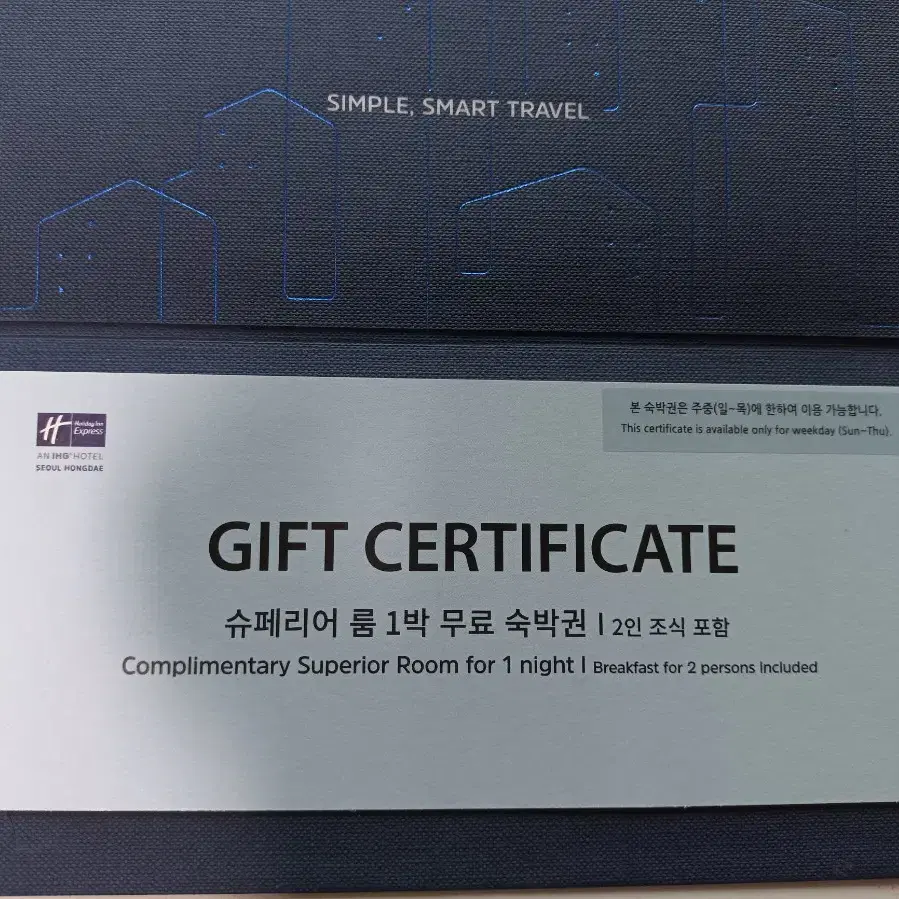 SIMPLE, SMART TRAVEL
본 숙박권은 주중(일~목)에 한하여 이용 가능합니다.
This certificate is available only for weekday (Sun~Thu).
H Holiday Inn
Express
AN IHG® HOTEL
SEOUL HONGDAE
GIFT CERTIFICATE
슈페리어 룸 1박 무료 숙박권 | 2인 조식 포함
Complimentary Superior Room for 1 night | Breakfast for 2 persons Included